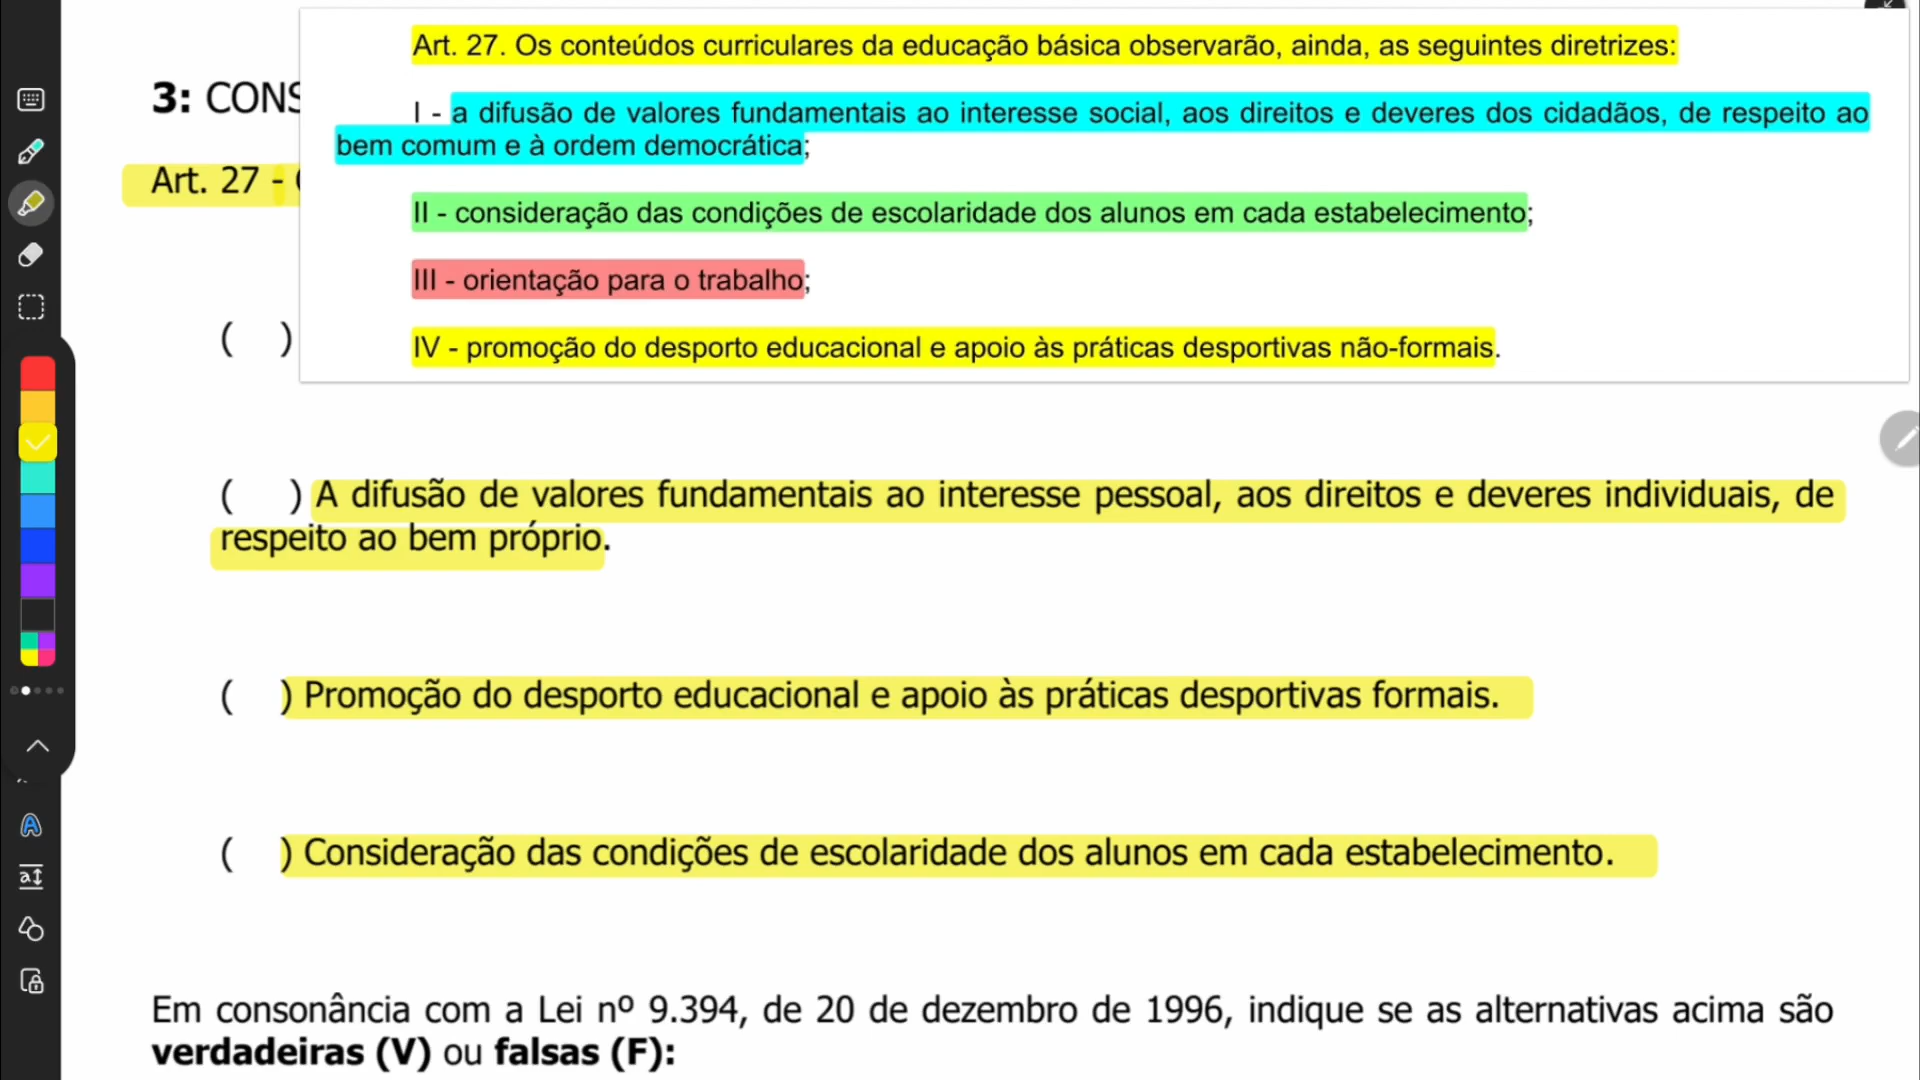 Art. 27. Os conteúdos curriculares da educação básica observarão, ainda, as seguintes diretrizes:
I - a difusão de valores fundamentais ao interesse social, aos direitos e deveres dos cidadãos, de respeito ao
bem comum e à ordem democrática;
II - consideração das condições de escolaridade dos alunos em cada estabelecimento;
III - orientação para o trabalho;
IV - promoção do desporto educacional e apoio às práticas desportivas não-formais.
3: CONS
Art. 27 -
( )
( ) A difusão de valores fundamentais ao interesse pessoal, aos direitos e deveres individuais, de
respeito ao bem próprio.
( ) Promoção do desporto educacional e apoio às práticas desportivas formais.
( ) Consideração das condições de escolaridade dos alunos em cada estabelecimento.
Em consonância com a Lei nº 9.394, de 20 de dezembro de 1996, indique se as alternativas acima são
verdadeiras (V) ou falsas (F):